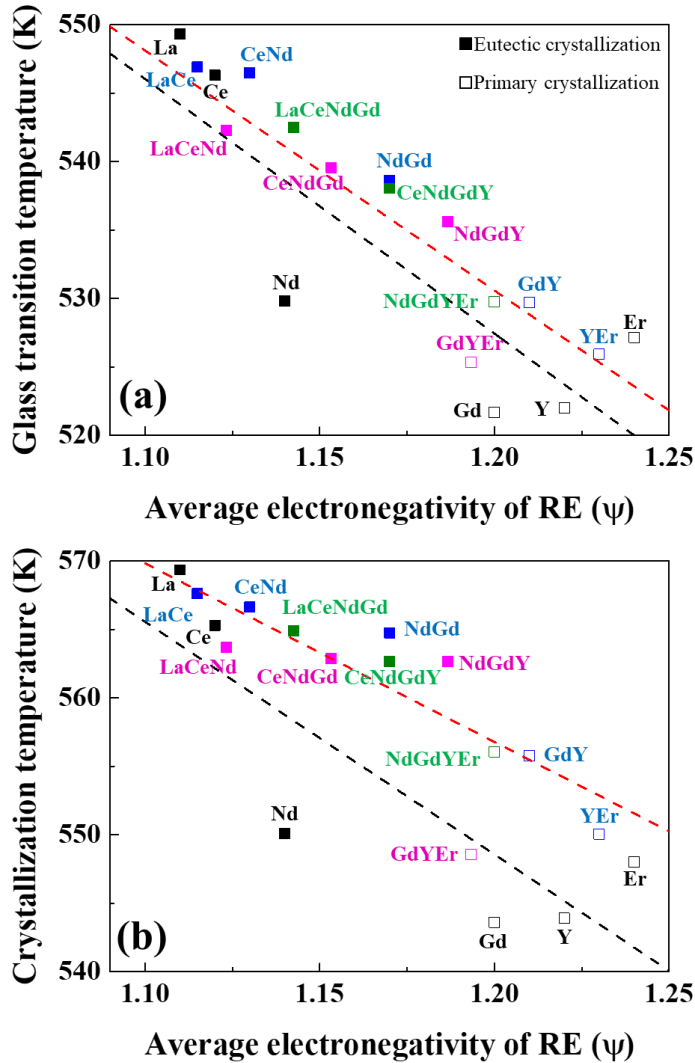 (a)
Glass transition temperature (K)
550
540
530
520
Eutectic crystallization
Primary crystallization
La
CeNd
LaCe
Ce
LaCeNdGd
LaCeNd
NdGd
CeNdGd
CeNdGdY
NdGdY
Nd
NdGdYEr
GdY
Er
YEr
GdYEr
Gd
Y
1.10
1.15
1.20
1.25
Average electronegativity of RE (ψ)
(b)
Crystallization temperature (K)
570
560
550
540
La
CeNd
LaCe
LaCeNdGd
Ce
NdGd
LaCeNd
CeNdGd
CeNdGdY
NdGdY
NdGdYEr
GdY
Nd
YEr
GdYEr
Er
Gd
Y
1.10
1.15
1.20
1.25
Average electronegativity of RE (ψ)